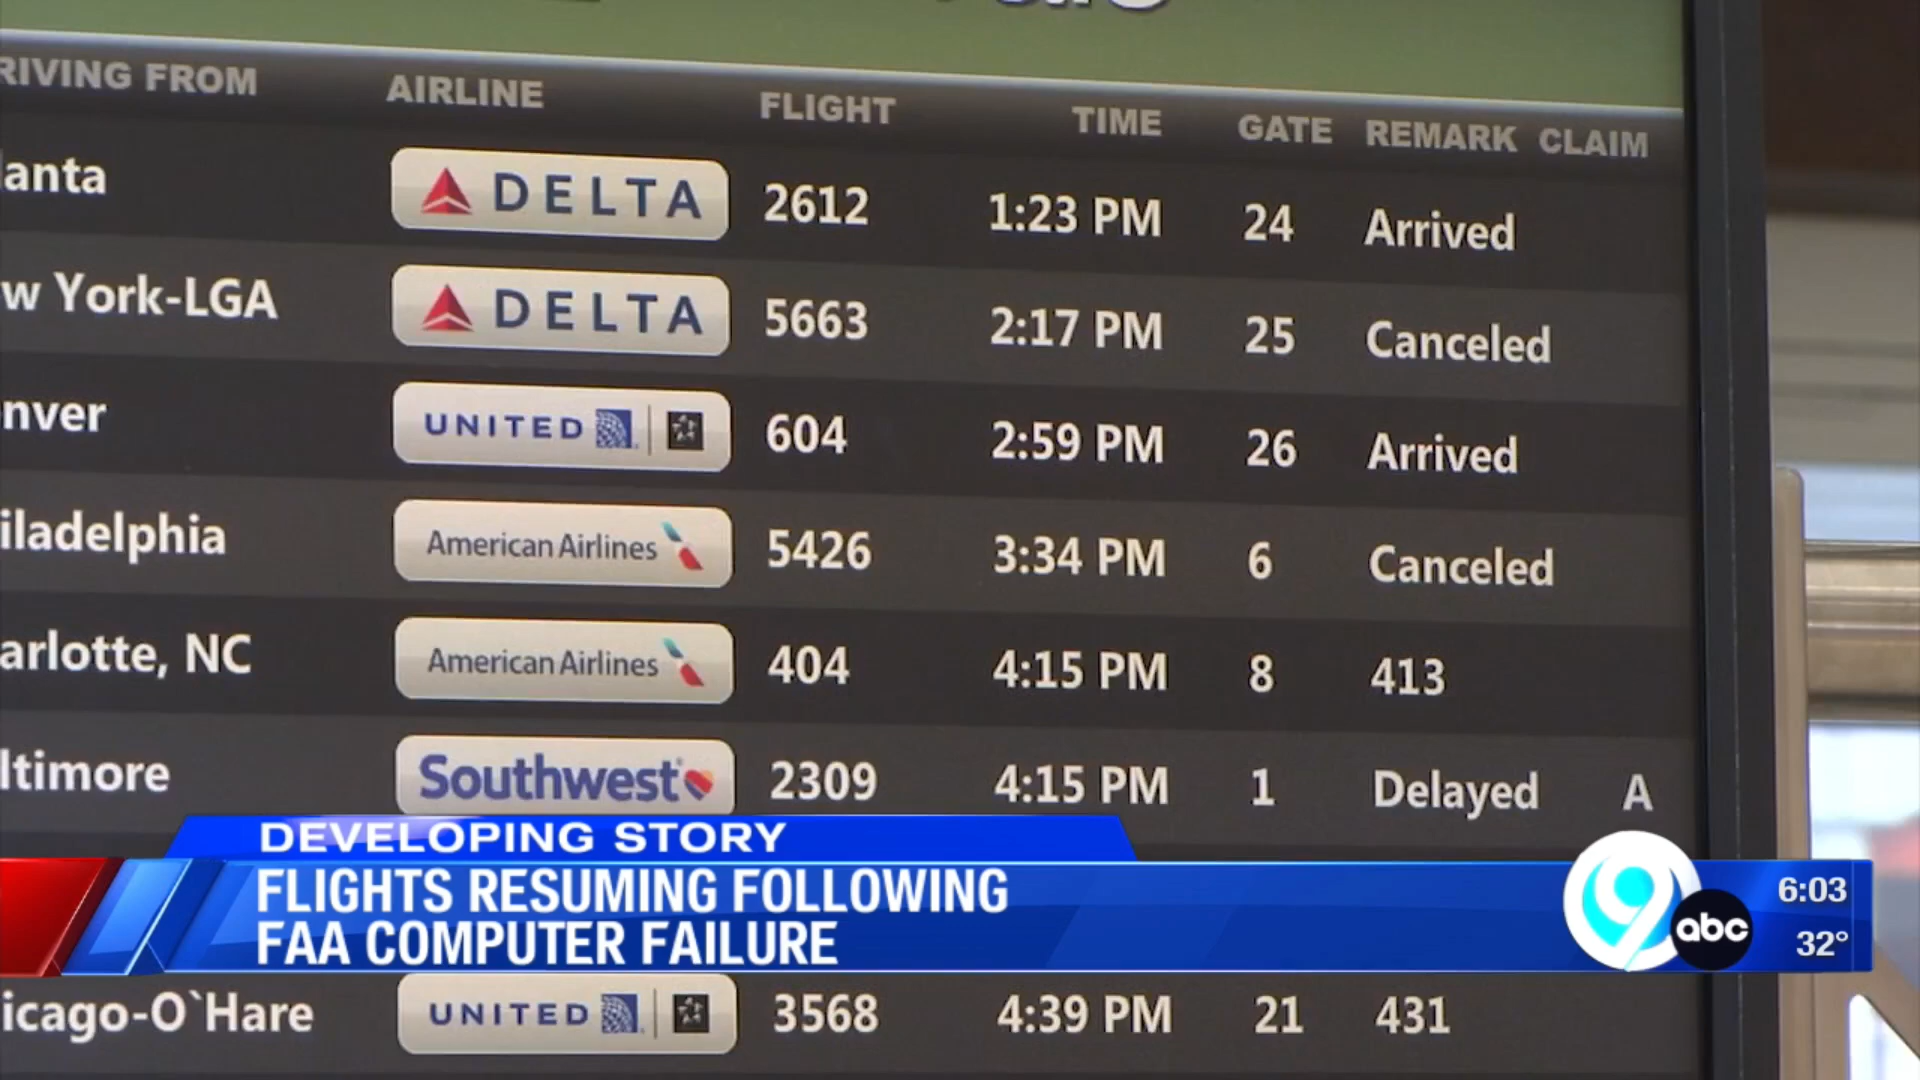 RIVING FROM AIRLINE FLIGHT TIME GATE REMARK CLAIM
lanta DELTA 2612 1:23 PM 24 Arrived
w York-LGA DELTA 5663 2:17 PM 25 Canceled
nver UNITED 604 2:59 PM 26 Arrived
iladelphia American Airlines 5426 3:34 PM 6 Canceled
arlotte, NC American Airlines 404 4:15 PM 8 413
ltimore Southwest 2309 4:15 PM 1 Delayed A
DEVELOPING STORY
FLIGHTS RESUMING FOLLOWING
FAA COMPUTER FAILURE
9 abc
6:03
32°
icago-O`Hare UNITED 3568 4:39 PM 21 431